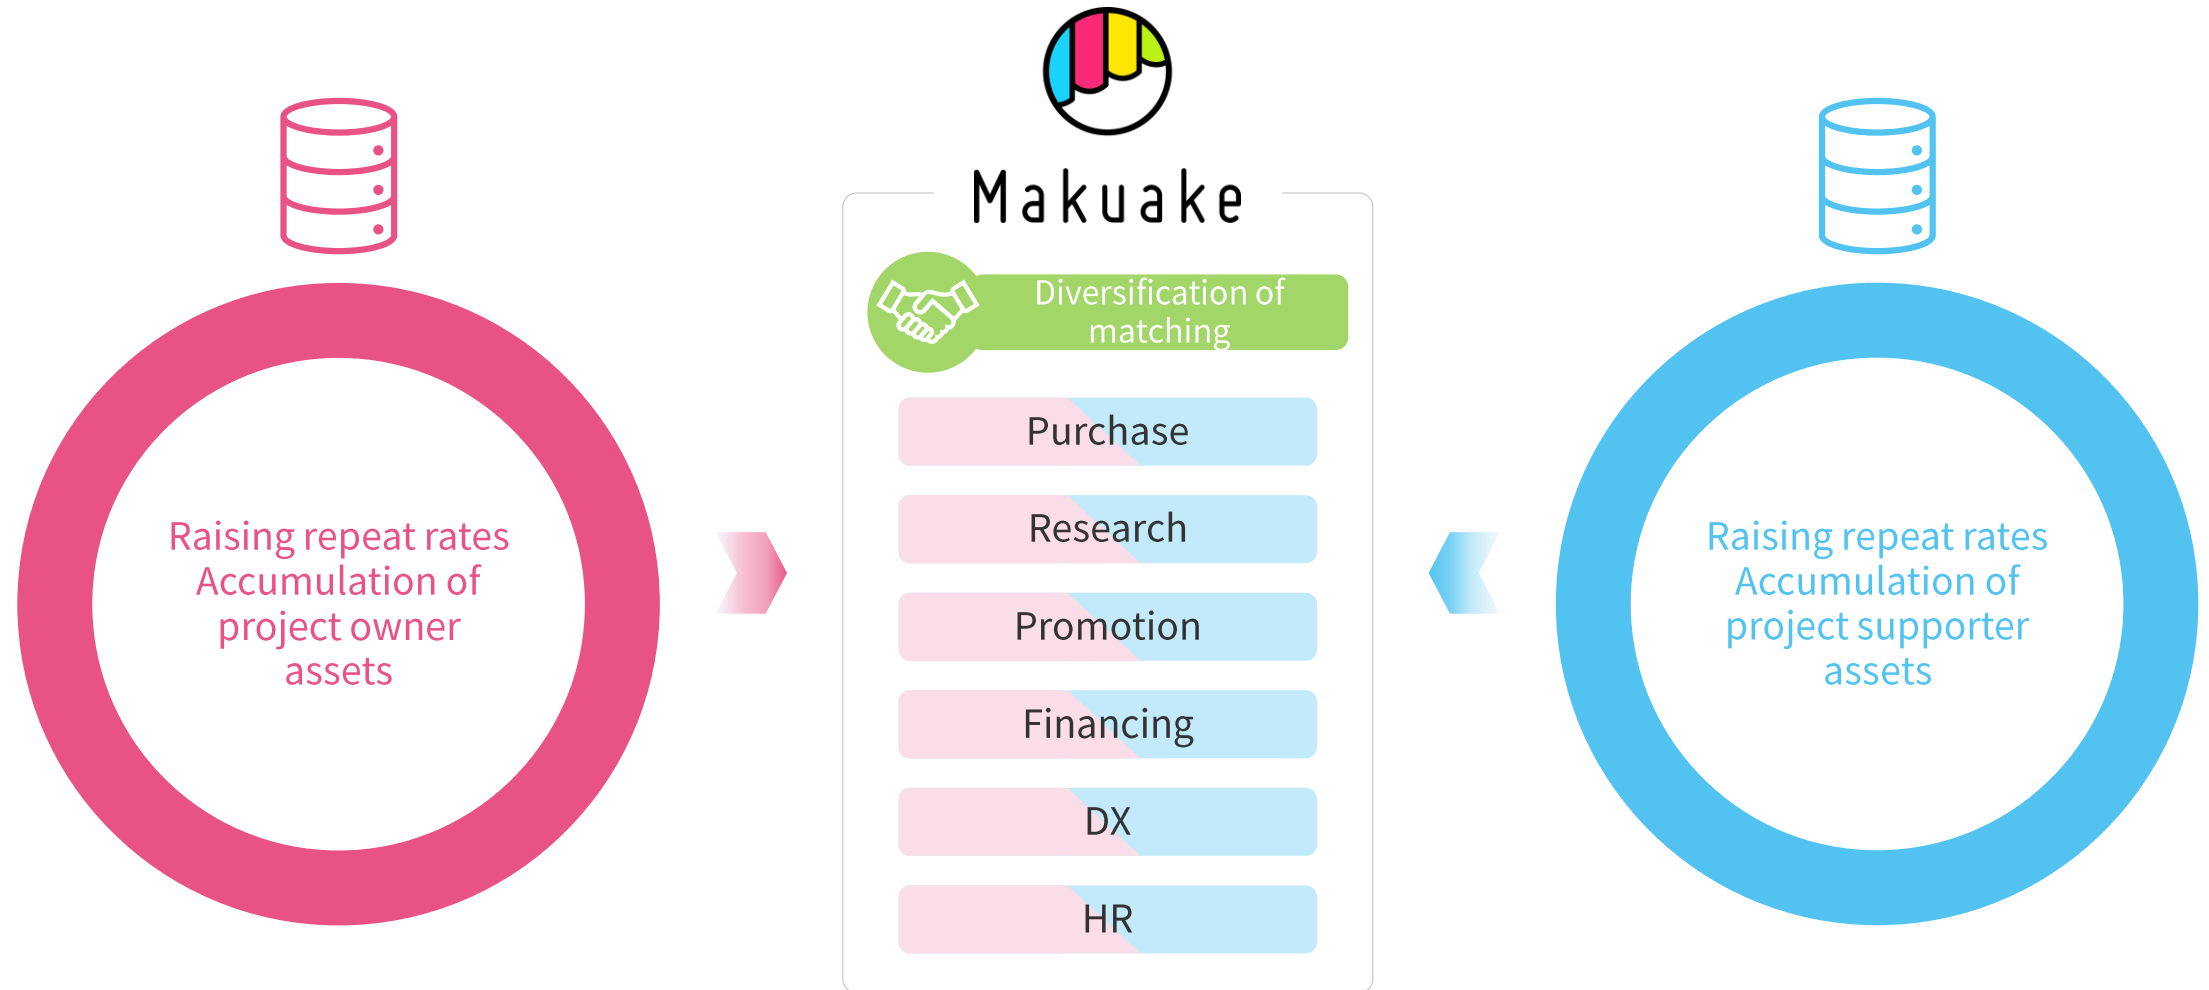 Makuake
Diversification of
matching
Raising repeat rates
Accumulation of
project owner
assets
Purchase
Research
Promotion
Financing
DX
HR
Raising repeat rates
Accumulation of
project supporter
assets